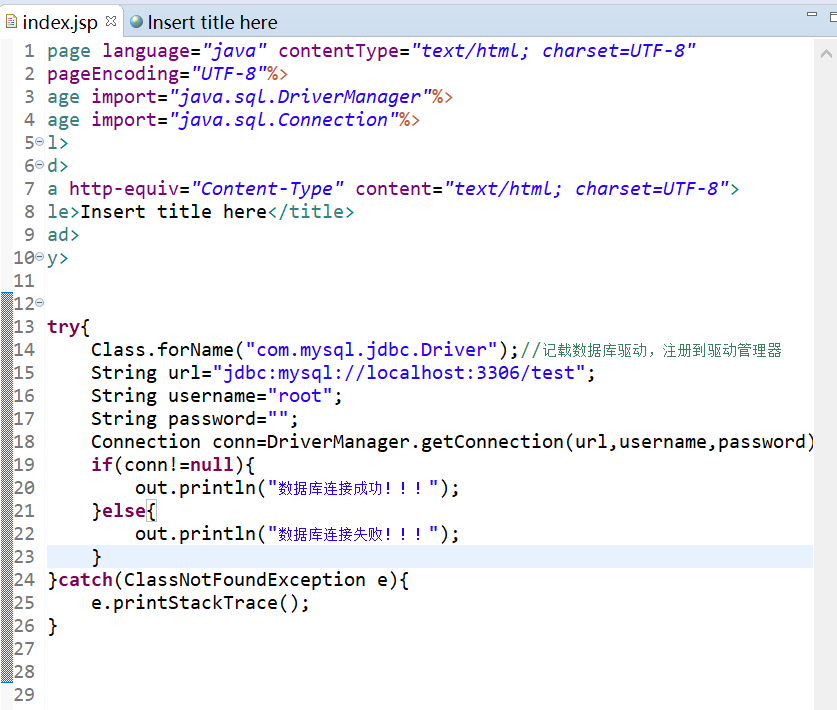 index.jsp Insert title here
1 page language="java" contentType="text/html; charset=UTF-8"
2 pageEncoding="UTF-8"%>
3 age import="java.sql.DriverManager"%>
4 age import="java.sql.Connection"%>
5 l>
6 d>
7 a http-equiv="Content-Type" content="text/html; charset=UTF-8">
8 le>Insert title here</title>
9 ad>
10 y>
11
12
13 try{
14 Class.forName("com.mysql.jdbc.Driver");//记载数据库驱动，注册到驱动管理器
15 String url="jdbc:mysql://localhost:3306/test";
16 String username="root";
17 String password="";
18 Connection conn=DriverManager.getConnection(url,username,password)
19 if(conn!=null){
20 out.println("数据库连接成功！！！");
21 }else{
22 out.println("数据库连接失败！！！");
23 }
24 }catch(ClassNotFoundException e){
25 e.printStackTrace();
26 }
27
28
29